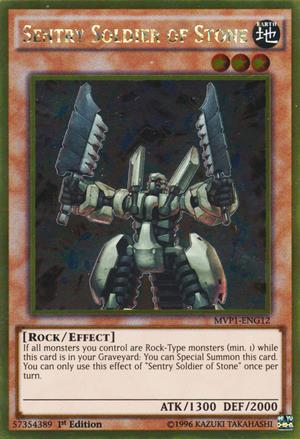 SENTRY SOLDIER OF STONE
EARTH
地
MVP1-ENG12
[ROCK/EFFECT]
If all monsters you control are Rock-Type monsters (min. 1) while
this card is in your Graveyard: You can Special Summon this card.
You can only use this effect of "Sentry Soldier of Stone" once per
turn.
ATK/1300 DEF/2000
57354389 1st Edition ©1996 KAZUKI TAKAHASHI